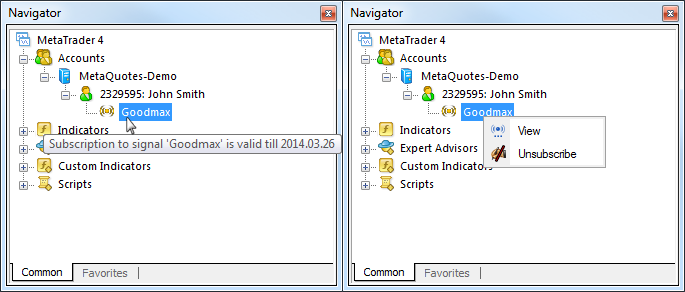 Navigator
MetaTrader 4
Accounts
MetaQuotes-Demo
2329595: John Smith
Goodmax
Indicators
Subscription to signal 'Goodmax' is valid till 2014.03.26
Custom Indicators
Scripts
Common
Favorites
Navigator
MetaTrader 4
Accounts
MetaQuotes-Demo
2329595: John Smith
Goodmax
Indicators
View
Expert Advisors
Unsubscribe
Custom Indicators
Scripts
Common
Favorites